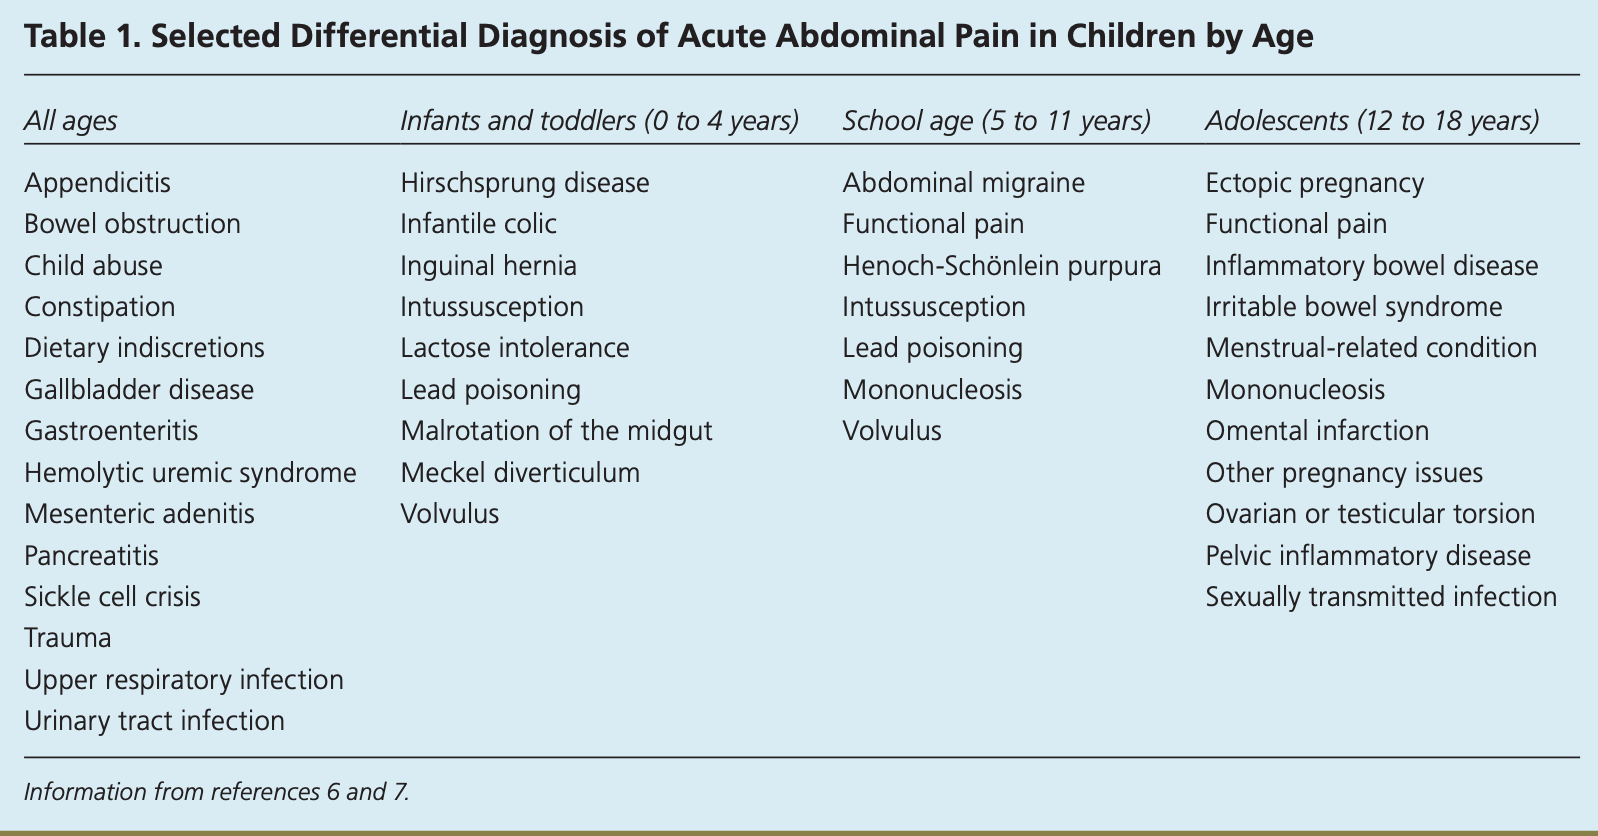 Table 1. Selected Differential Diagnosis of Acute Abdominal Pain in Children by Age
All ages
Infants and toddlers (0 to 4 years)
School age (5 to 11 years)
Adolescents (12 to 18 years)
Appendicitis
Bowel obstruction
Child abuse
Constipation
Dietary indiscretions
Gallbladder disease
Gastroenteritis
Hemolytic uremic syndrome
Mesenteric adenitis
Pancreatitis
Sickle cell crisis
Trauma
Upper respiratory infection
Urinary tract infection
Hirschsprung disease
Infantile colic
Inguinal hernia
Intussusception
Lactose intolerance
Lead poisoning
Malrotation of the midgut
Meckel diverticulum
Volvulus
Abdominal migraine
Functional pain
Henoch-Schönlein purpura
Intussusception
Lead poisoning
Mononucleosis
Volvulus
Ectopic pregnancy
Functional pain
Inflammatory bowel disease
Irritable bowel syndrome
Menstrual-related condition
Mononucleosis
Omental infarction
Other pregnancy issues
Ovarian or testicular torsion
Pelvic inflammatory disease
Sexually transmitted infection
Information from references 6 and 7.